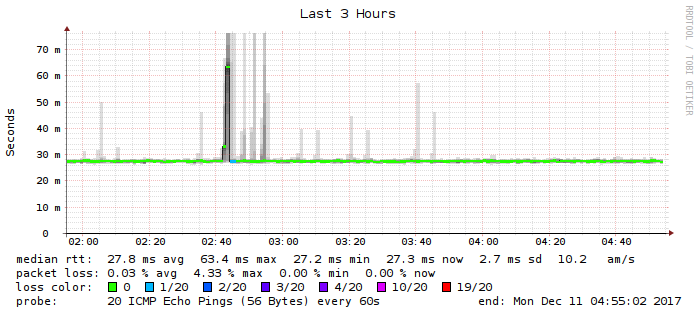 Last 3 Hours
RRDTOOL / TOBI OETIKER
Seconds
70 m
60 m
50 m
40 m
30 m
20 m
10 m
0
02:00 02:20 02:40 03:00 03:20 03:40 04:00 04:20 04:40
median rtt: 27.8 ms avg 63.4 ms max 27.2 ms min 27.3 ms now 2.7 ms sd 10.2 am/s
packet loss: 0.03 % avg 4.33 % max 0.00 % min 0.00 % now
loss color: 0 1/20 2/20 3/20 4/20 10/20 19/20
probe: 20 ICMP Echo Pings (56 Bytes) every 60s end: Mon Dec 11 04:55:02 2017